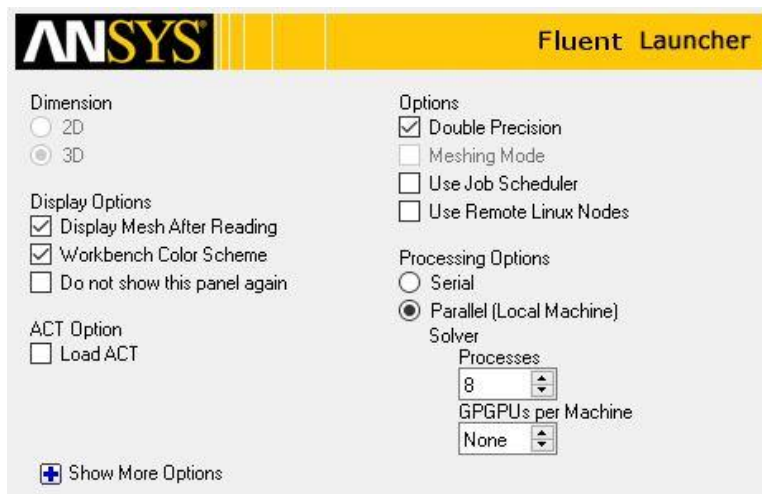 ANSYS
Fluent Launcher
Dimension
2D
3D
Display Options
Display Mesh After Reading
Workbench Color Scheme
Do not show this panel again
ACT Option
Load ACT
Show More Options
Options
Double Precision
Meshing Mode
Use Job Scheduler
Use Remote Linux Nodes
Processing Options
Serial
Parallel (Local Machine)
Solver
Processes
8
GPGPUs per Machine
None